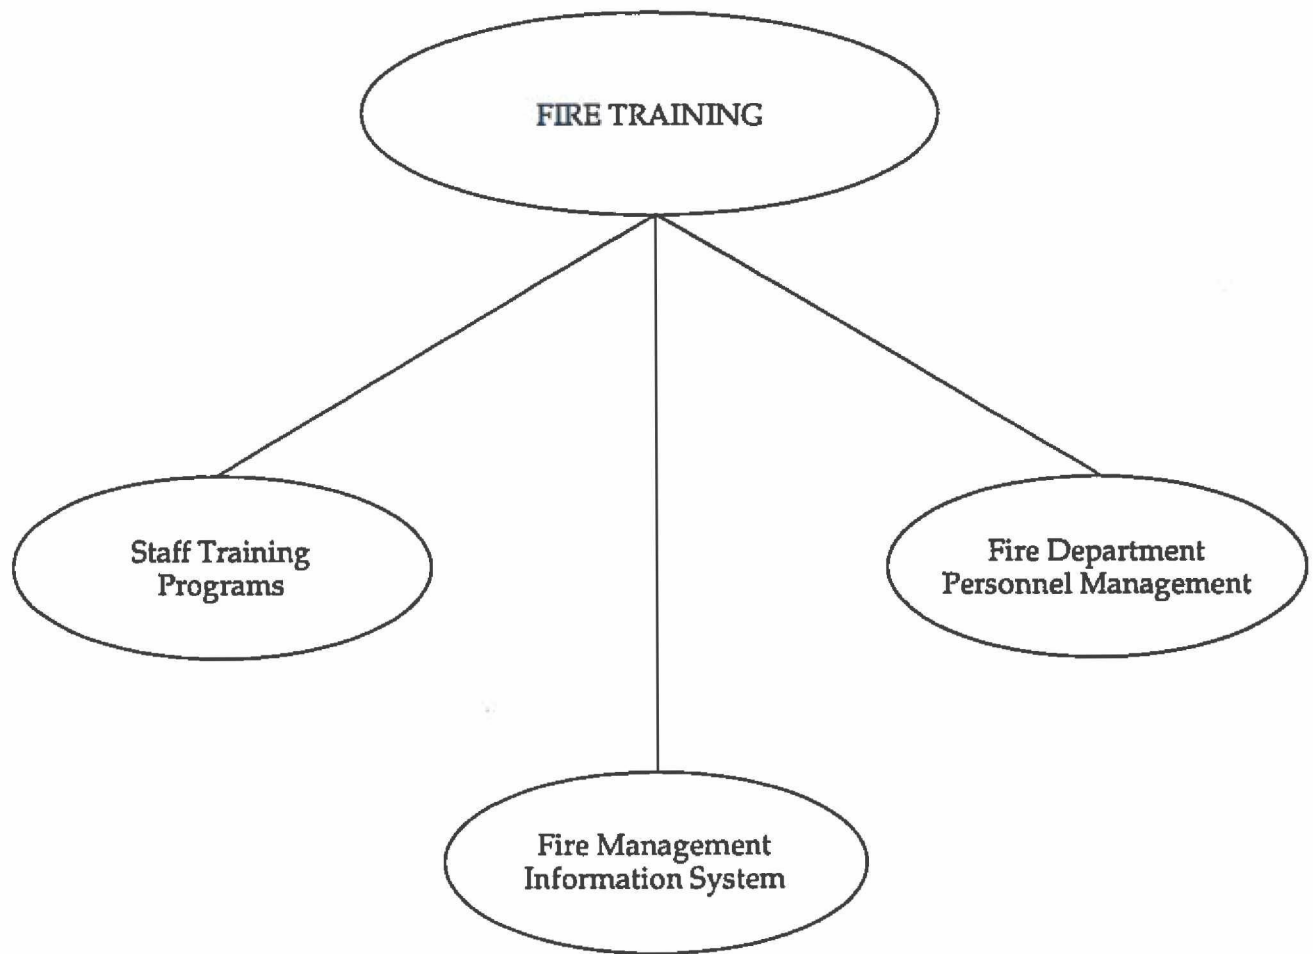 FIRE TRAINING
Staff Training
Programs
Fire Department
Personnel Management
Fire Management
Information System